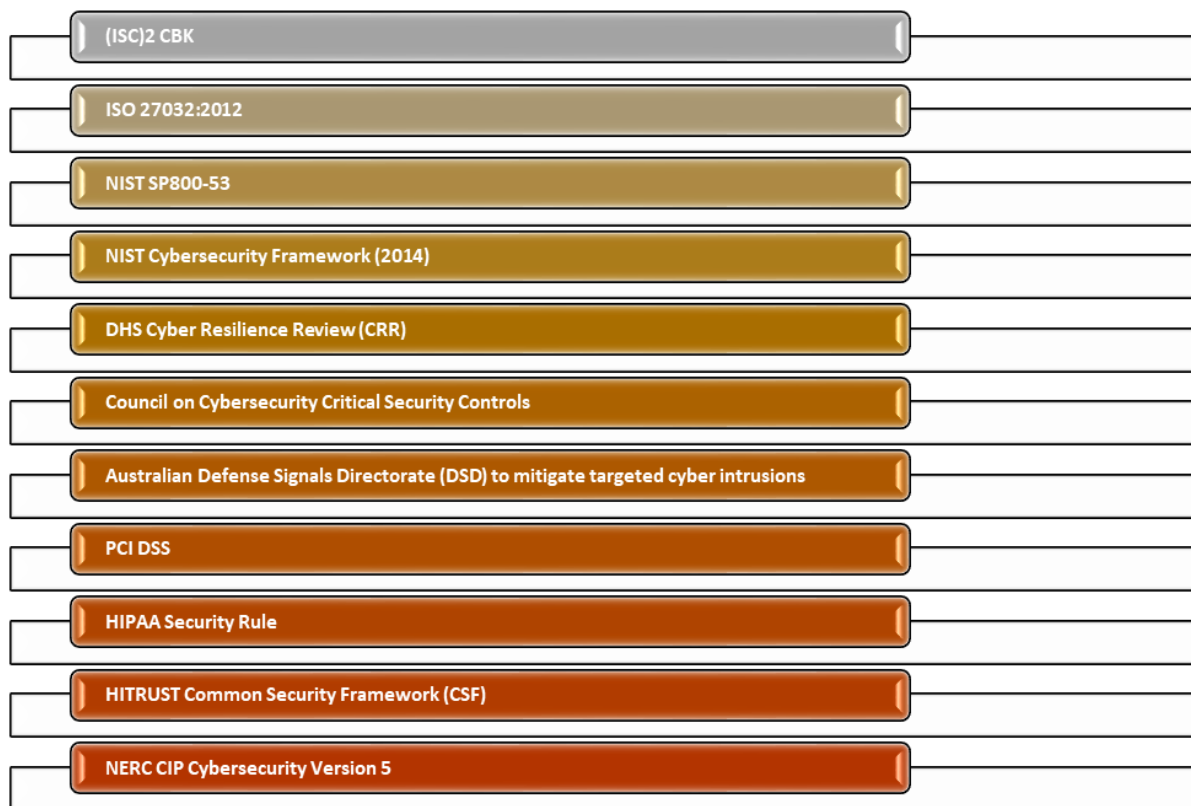 (ISC)2 CBK
ISO 27032:2012
NIST SP800-53
NIST Cybersecurity Framework (2014)
DHS Cyber Resilience Review (CRR)
Council on Cybersecurity Critical Security Controls
Australian Defense Signals Directorate (DSD) to mitigate targeted cyber intrusions
PCI DSS
HIPAA Security Rule
HITRUST Common Security Framework (CSF)
NERC CIP Cybersecurity Version 5